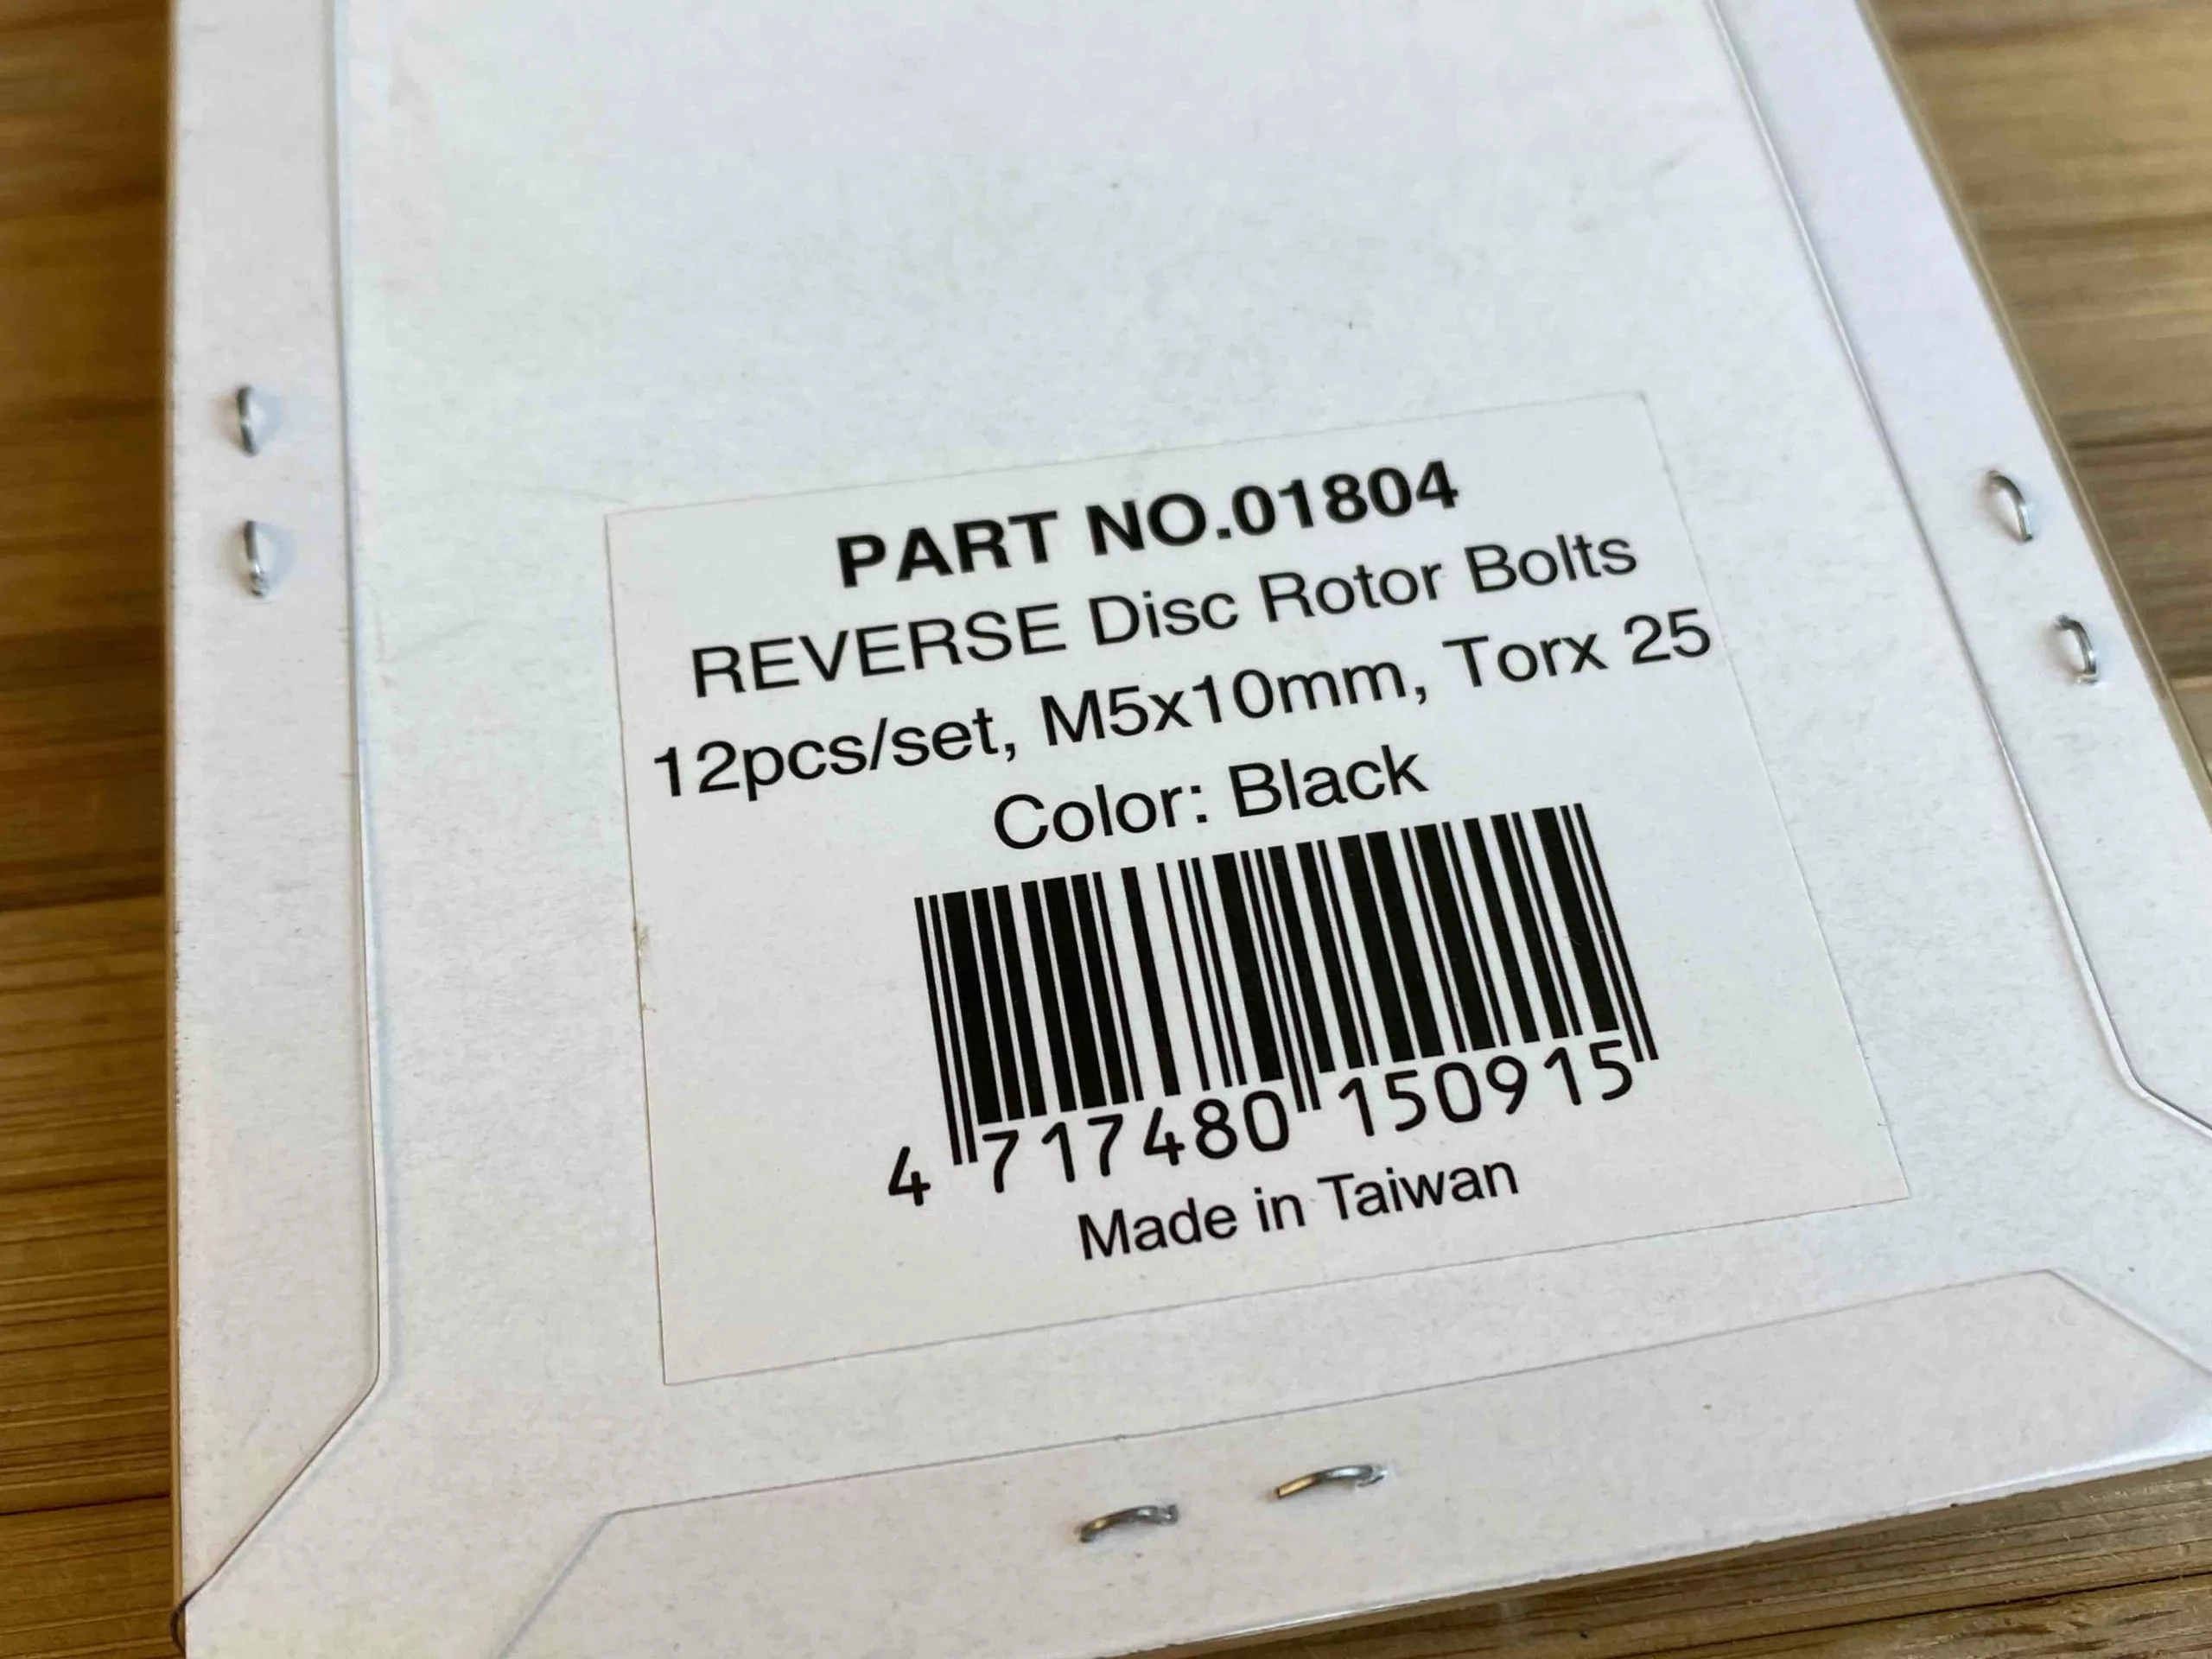 PART NO.01804
REVERSE Disc Rotor Bolts
12pcs/set, M5x10mm, Torx 25
Color: Black
4 717480 150915
Made in Taiwan